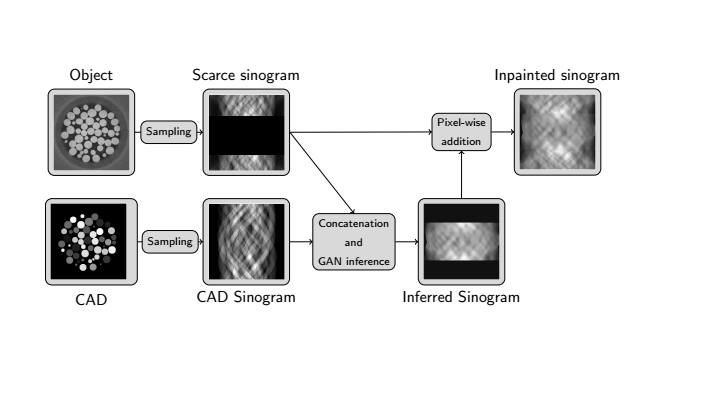 Object
Scarce sinogram
Inpainted sinogram
Sampling
Pixel-wise
addition
Sampling
Concatenation
and
GAN inference
CAD
CAD Sinogram
Inferred Sinogram